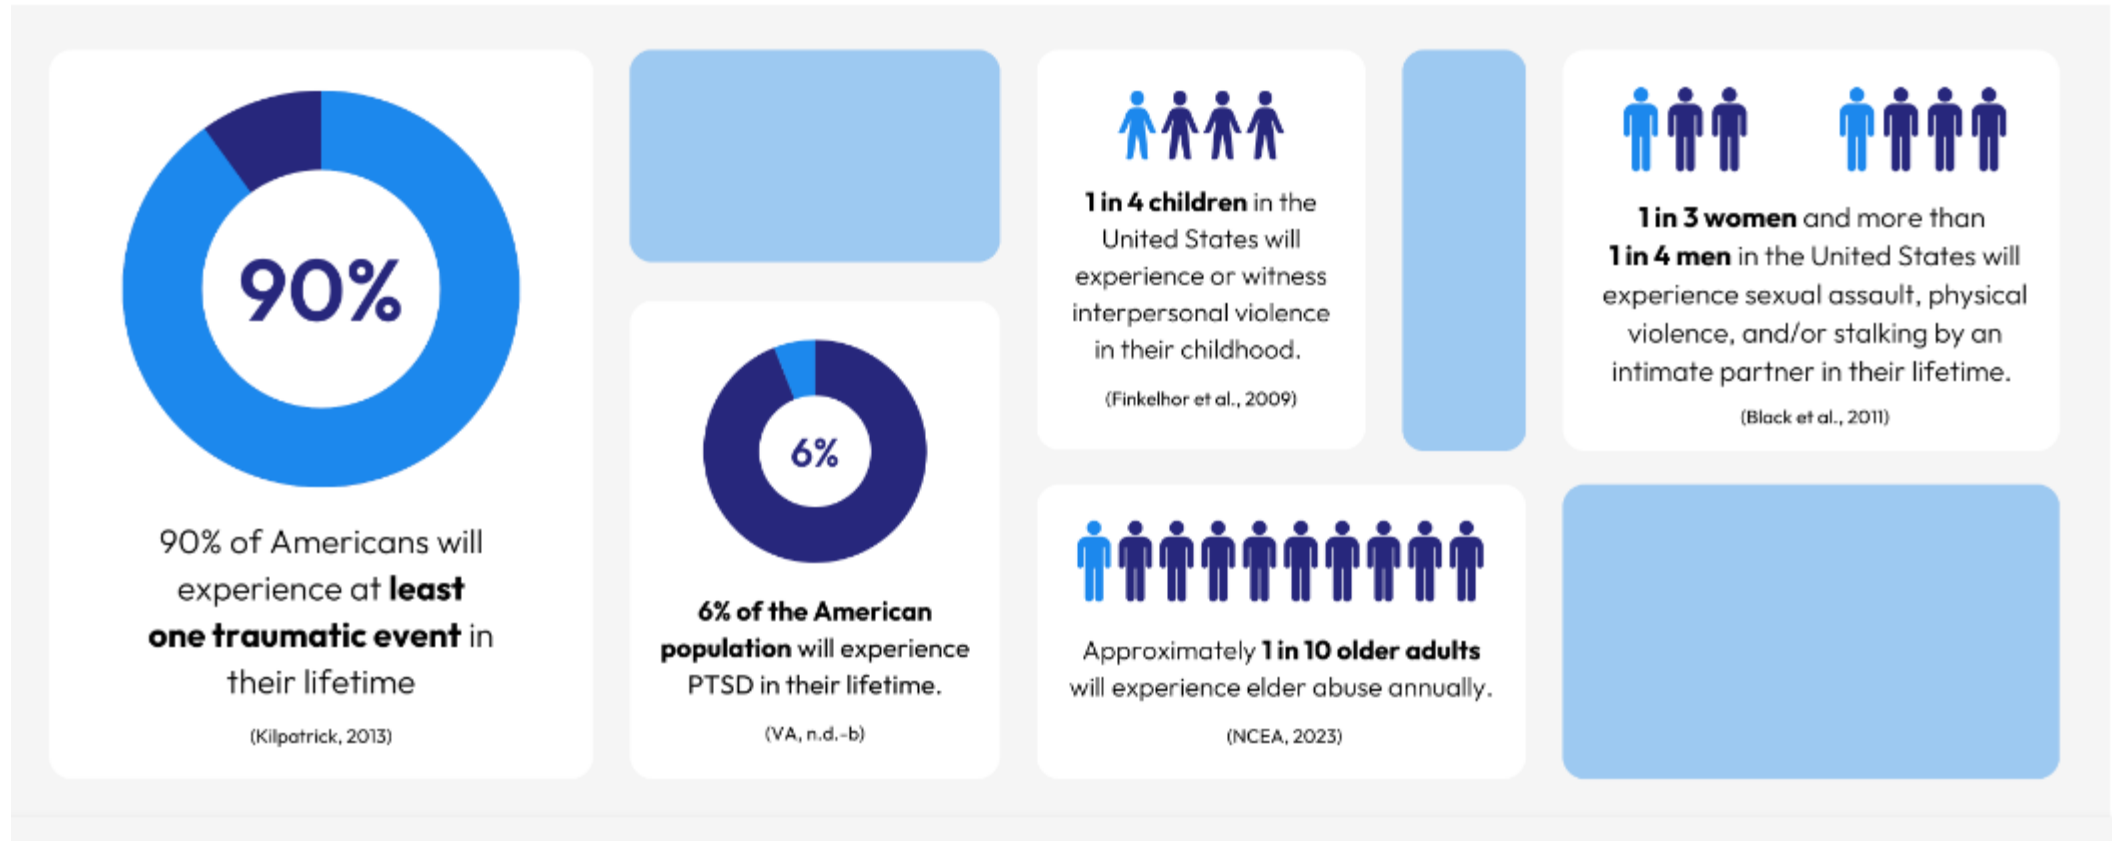 90%
90% of Americans will
experience at least
one traumatic event in
their lifetime
(Kilpatrick, 2013)
6%
6% of the American
population will experience
PTSD in their lifetime.
(VA, n.d.-b)
1 in 4 children in the
United States will
experience or witness
interpersonal violence
in their childhood.
(Finkelhor et al., 2009)
1 in 3 women and more than
1 in 4 men in the United States will
experience sexual assault, physical
violence, and/or stalking by an
intimate partner in their lifetime.
(Black et al., 2011)
Approximately 1 in 10 older adults
will experience elder abuse annually.
(NCEA, 2023)